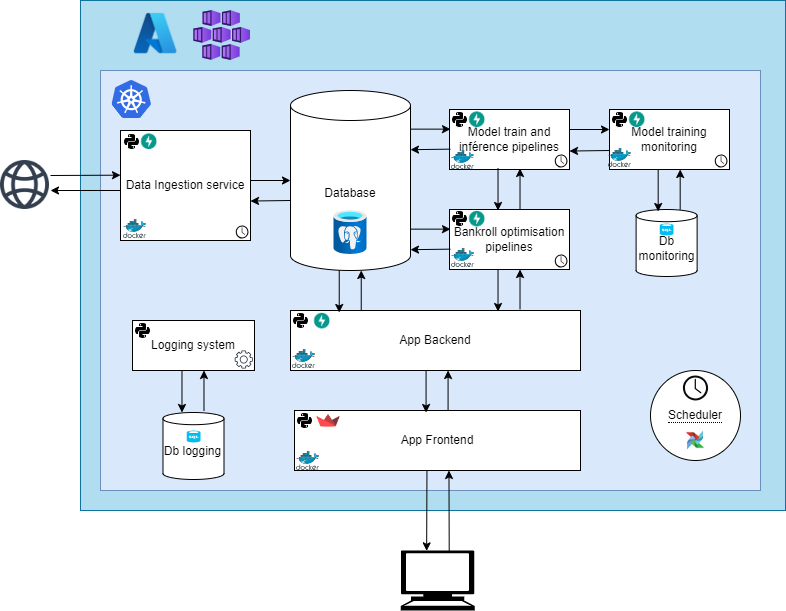 Data Ingestion service
docker
Database
Model train and
inference pipelines
docker
Model training
monitoring
docker
Bankroll optimisation
pipelines
docker
SQL
Db
monitoring
App Backend
docker
Logging system
SQL
Db logging
App Frontend
docker
Scheduler